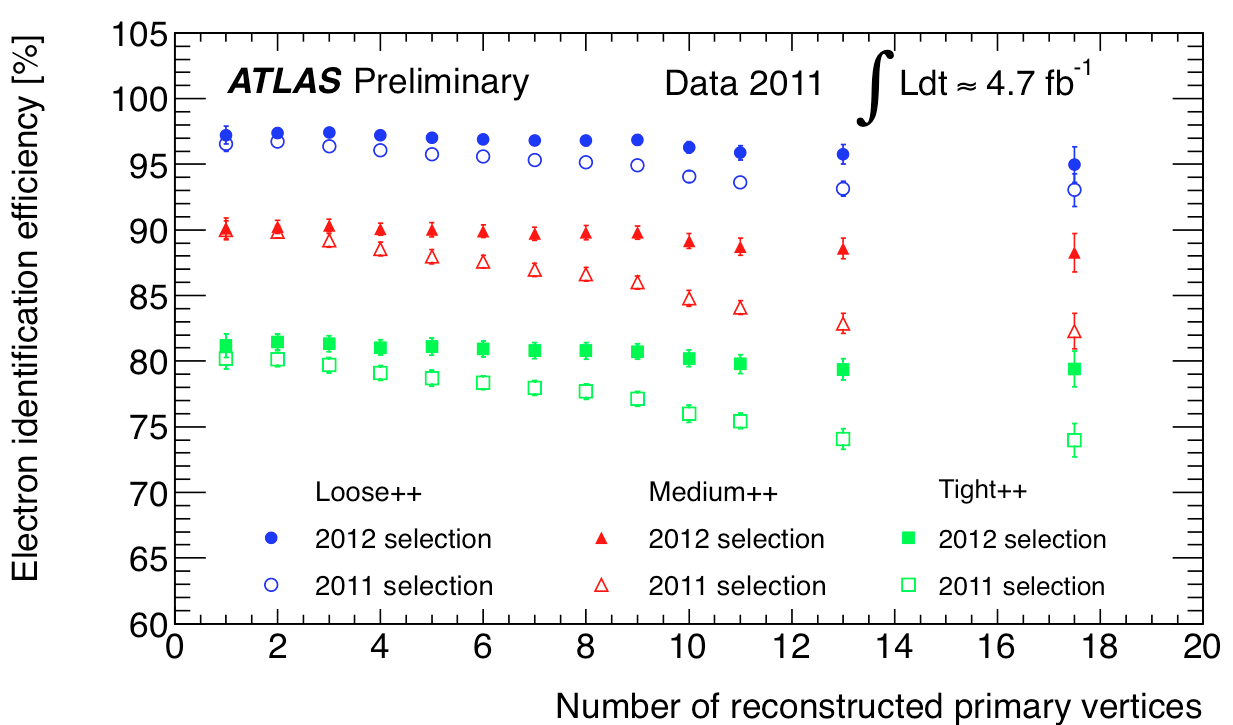 Electron identification efficiency [%]
105
100
95
90
85
80
75
70
65
60
ATLAS Preliminary
Data 2011 ∫ Ldt ≈ 4.7 fb⁻¹
Loose++ Medium++ Tight++
2012 selection 2012 selection 2012 selection
2011 selection 2011 selection 2011 selection
0 2 4 6 8 10 12 14 16 18 20
Number of reconstructed primary vertices